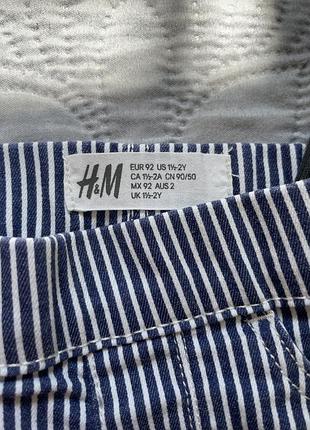 H&M
EUR 92 US 1½-2Y
CA 1½-2A CN 90/50
MX 92 AUS 2
UK 1½-2Y